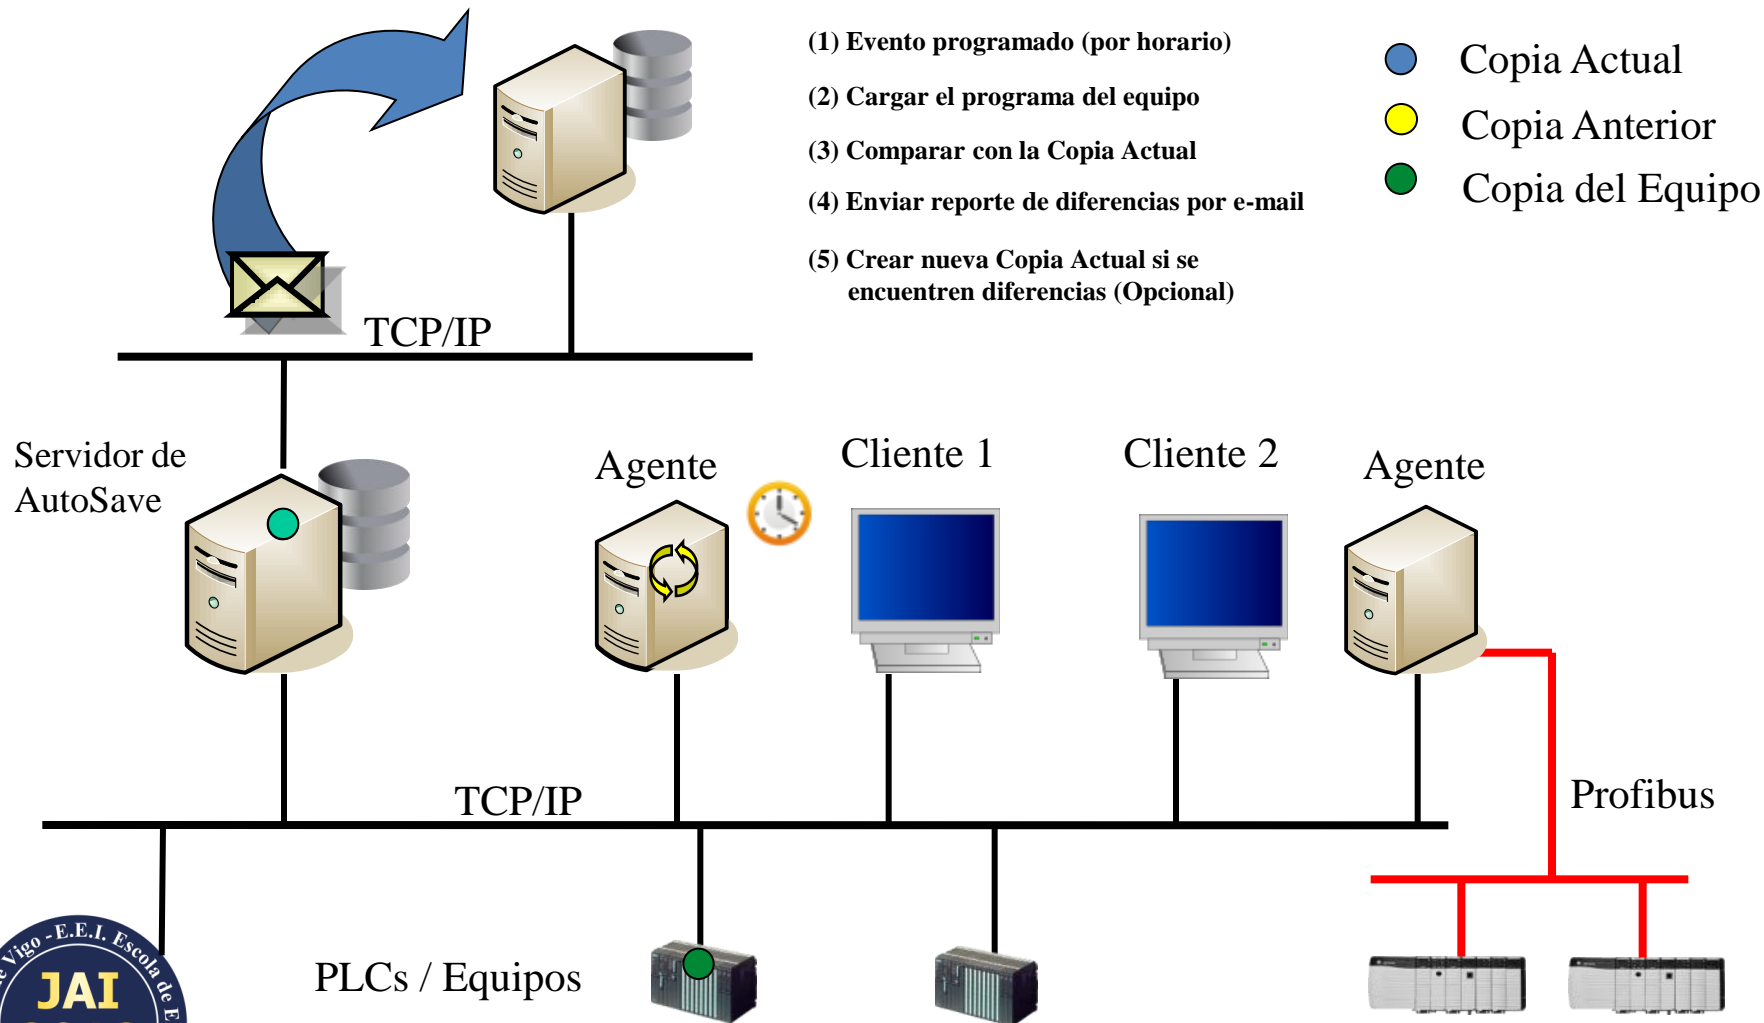 (1) Evento programado (por horario)
(2) Cargar el programa del equipo
(3) Comparar con la Copia Actual
(4) Enviar reporte de diferencias por e-mail
(5) Crear nueva Copia Actual si se
encuentren diferencias (Opcional)
Copia Actual
Copia Anterior
Copia del Equipo
TCP/IP
Servidor de
AutoSave
Agente
Cliente 1
Cliente 2
Agente
TCP/IP
Profibus
PLCs / Equipos
Vigo - E.E.I. Escola de E
JAI